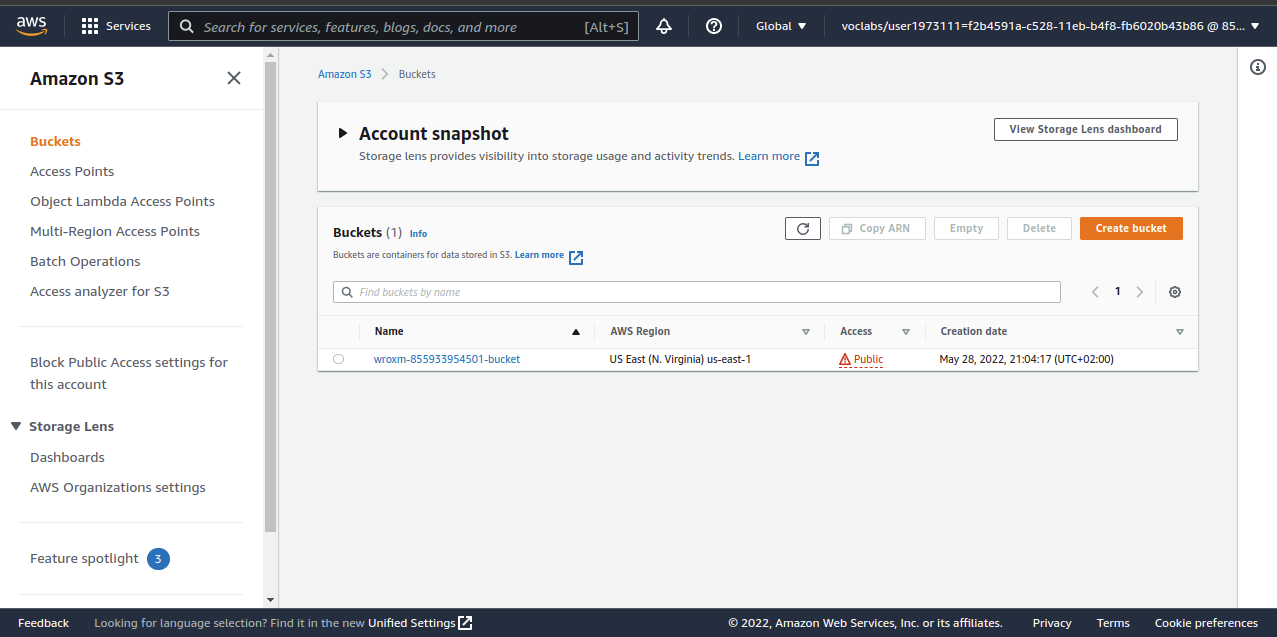 aws
Services
Search for services, features, blogs, docs, and more [Alt+S]
Global
voclabs/user1973111=f2b4591a-c528-11eb-b4f8-fb6020b43b86 @ 85...
Amazon S3
Buckets
Access Points
Object Lambda Access Points
Multi-Region Access Points
Batch Operations
Access analyzer for S3
Block Public Access settings for
this account
Storage Lens
Dashboards
AWS Organizations settings
Feature spotlight 3
Amazon S3 > Buckets
Account snapshot
View Storage Lens dashboard
Storage lens provides visibility into storage usage and activity trends. Learn more
Buckets (1) Info
Copy ARN
Empty
Delete
Create bucket
Buckets are containers for data stored in S3. Learn more
Find buckets by name
1
Name AWS Region Access Creation date
wroxm-855933954501-bucket US East (N. Virginia) us-east-1 Public May 28, 2022, 21:04:17 (UTC+02:00)
Feedback Looking for language selection? Find it in the new Unified Settings
© 2022, Amazon Web Services, Inc. or its affiliates. Privacy Terms Cookie preferences